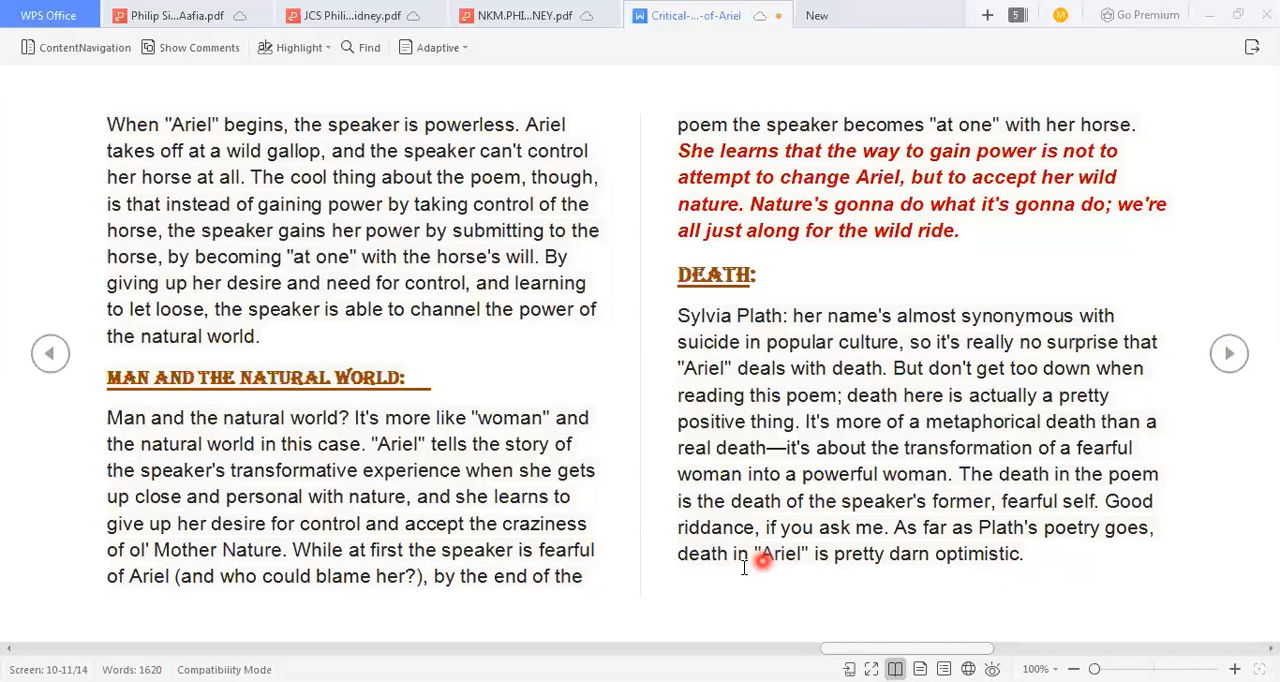 WPS Office
Philip Si...Aafia.pdf
JCS Phili...idney.pdf
NKM.PHI...NEY.pdf
Critical-...-of-Ariel
New
5
M
Go Premium
ContentNavigation
Show Comments
Highlight
Find
Adaptive
When "Ariel" begins, the speaker is powerless. Ariel
takes off at a wild gallop, and the speaker can't control
her horse at all. The cool thing about the poem, though,
is that instead of gaining power by taking control of the
horse, the speaker gains her power by submitting to the
horse, by becoming "at one" with the horse's will. By
giving up her desire and need for control, and learning
to let loose, the speaker is able to channel the power of
the natural world.
MAN AND THE NATURAL WORLD:
Man and the natural world? It's more like "woman" and
the natural world in this case. "Ariel" tells the story of
the speaker's transformative experience when she gets
up close and personal with nature, and she learns to
give up her desire for control and accept the craziness
of ol' Mother Nature. While at first the speaker is fearful
of Ariel (and who could blame her?), by the end of the
poem the speaker becomes "at one" with her horse.
She learns that the way to gain power is not to
attempt to change Ariel, but to accept her wild
nature. Nature's gonna do what it's gonna do; we're
all just along for the wild ride.
DEATH:
Sylvia Plath: her name's almost synonymous with
suicide in popular culture, so it's really no surprise that
"Ariel" deals with death. But don't get too down when
reading this poem; death here is actually a pretty
positive thing. It's more of a metaphorical death than a
real death—it's about the transformation of a fearful
woman into a powerful woman. The death in the poem
is the death of the speaker's former, fearful self. Good
riddance, if you ask me. As far as Plath's poetry goes,
death in "Ariel" is pretty darn optimistic.
Screen: 10-11/14
Words: 1620
Compatibility Mode
100%